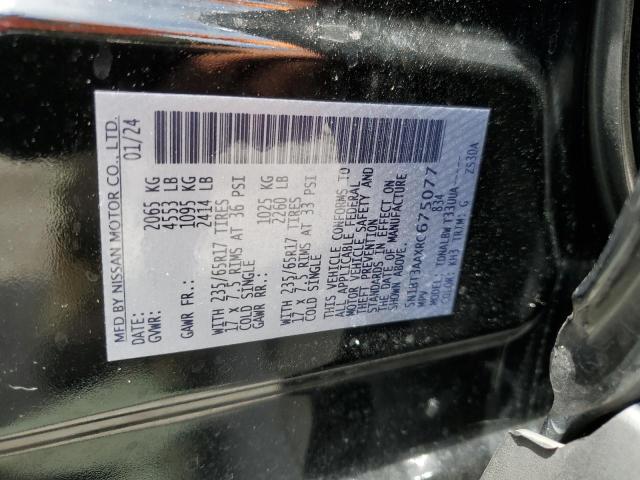 MFD BY NISSAN MOTOR CO., LTD.
DATE: 01/24
GVWR: 2065 KG
4553 LB
GAWR FR.: 1095 KG
2414 LB
WITH 235/65R17 TIRES
17 X 7.5 RIMS AT 36 PSI
COLD SINGLE
GAWR RR.: 1025 KG
2260 LB
WITH 235/65R17 TIRES
17 X 7.5 RIMS AT 33 PSI
COLD SINGLE
THIS VEHICLE CONFORMS TO
ALL APPLICABLE FEDERAL
MOTOR VEHICLE SAFETY AND
THEFT PREVENTION
STANDARDS IN EFFECT ON
THE DATE OF MANUFACTURE
SHOWN ABOVE.
5N1BT3AAXRC675077
MPV 834
MODEL:
COLOR: KH3 TRIM: G ZS30A